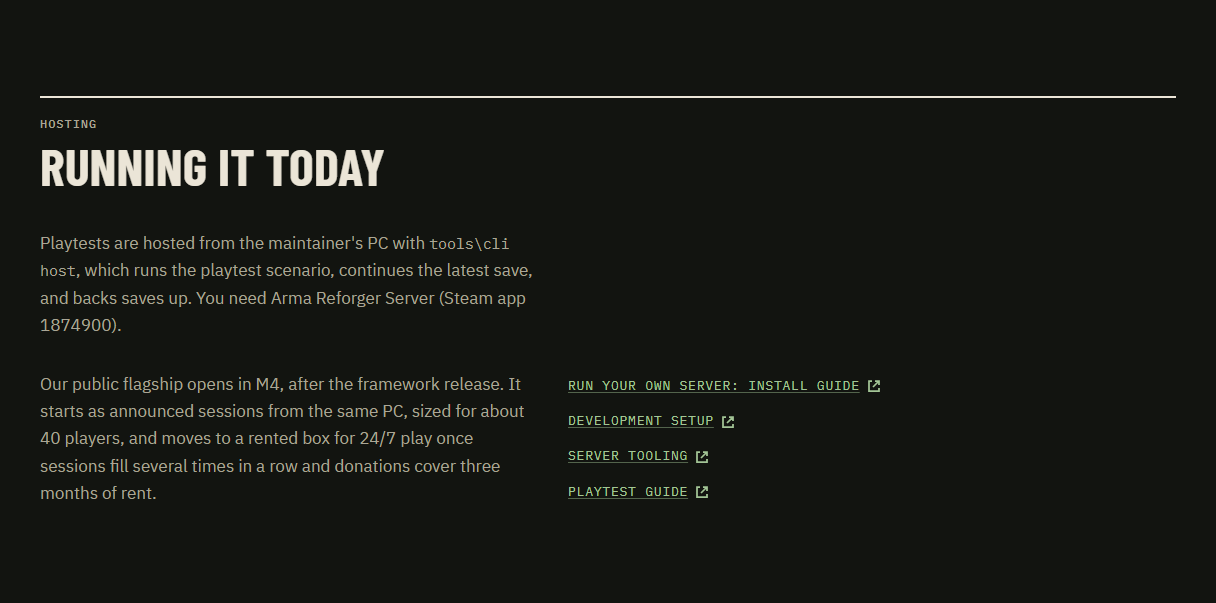 HOSTING
RUNNING IT TODAY
Playtests are hosted from the maintainer's PC with tools\cli
host, which runs the playtest scenario, continues the latest save,
and backs saves up. You need Arma Reforger Server (Steam app
1874900).
Our public flagship opens in M4, after the framework release. It
starts as announced sessions from the same PC, sized for about
40 players, and moves to a rented box for 24/7 play once
sessions fill several times in a row and donations cover three
months of rent.
RUN YOUR OWN SERVER: INSTALL GUIDE
DEVELOPMENT SETUP
SERVER TOOLING
PLAYTEST GUIDE